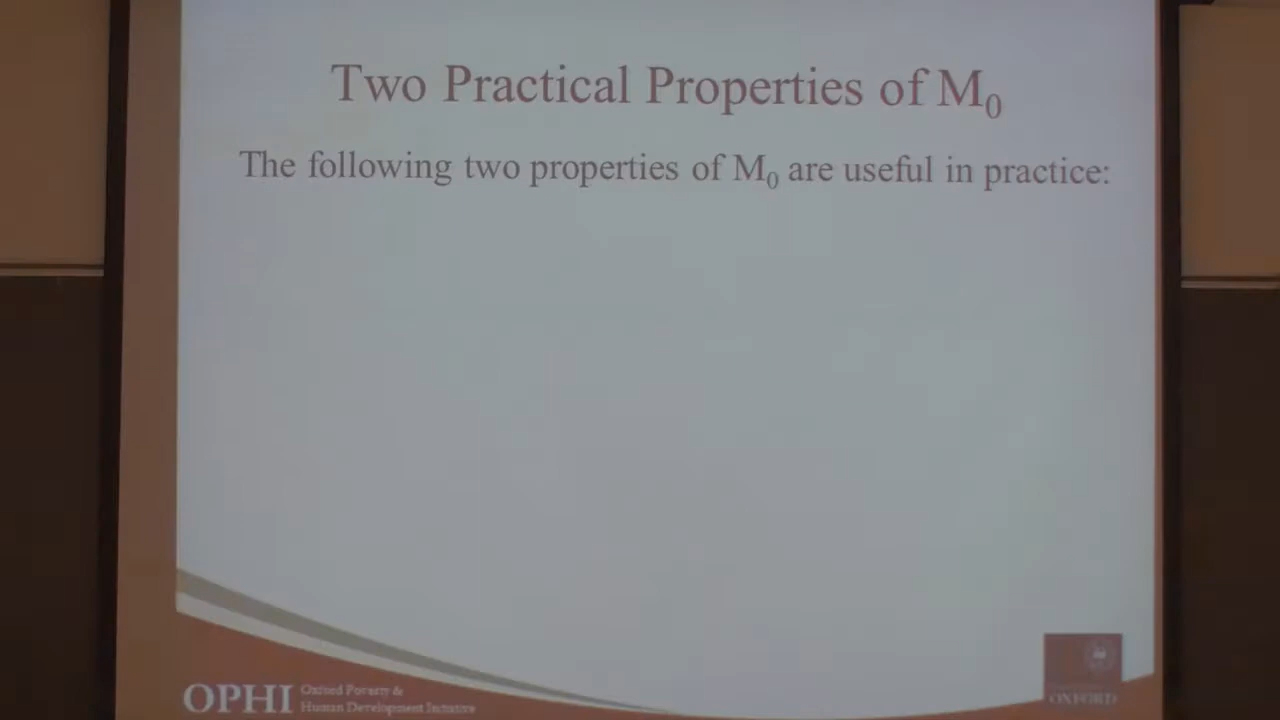 Two Practical Properties of M₀
The following two properties of M₀ are useful in practice:
OPHI
Oxford Poverty &
Human Development Initiative
OXFORD